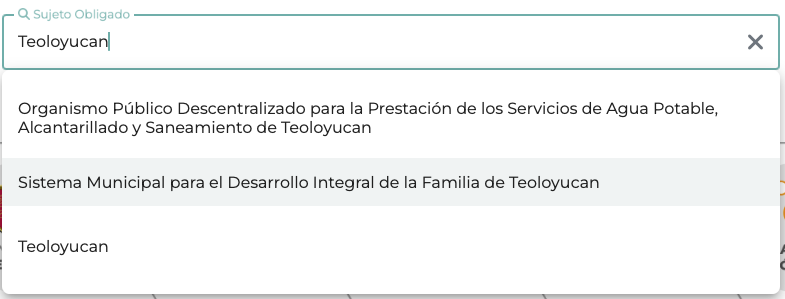 Sujeto Obligado
Teoloyucan
Organismo Público Descentralizado para la Prestación de los Servicios de Agua Potable,
Alcantarillado y Saneamiento de Teoloyucan
Sistema Municipal para el Desarrollo Integral de la Familia de Teoloyucan
Teoloyucan